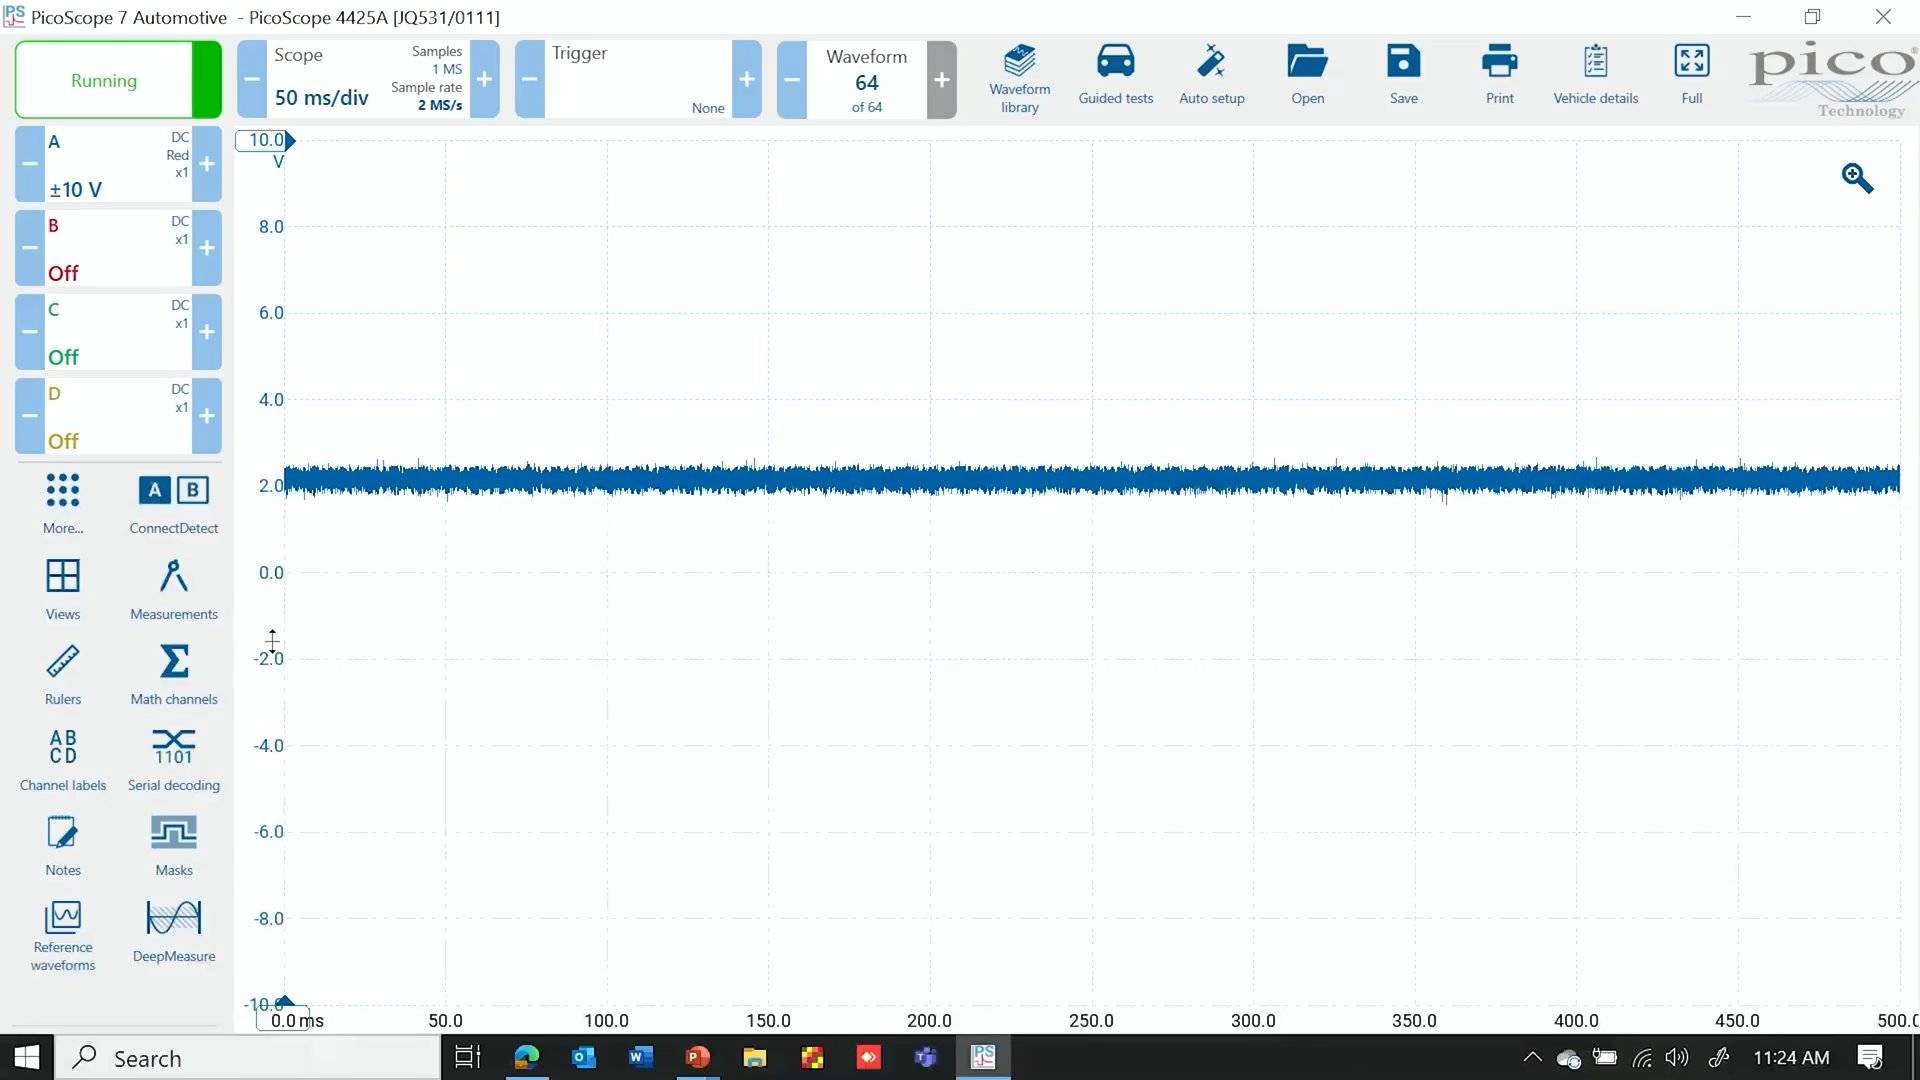 PicoScope 7 Automotive - PicoScope 4425A [JQ531/0111]
Running
Scope
50 ms/div
Samples
1 MS
Sample rate
2 MS/s
Trigger
None
Waveform
64
of 64
Waveform
library
Guided tests
Auto setup
Open
Save
Print
Vehicle details
Full
pico
Technology
A
DC
Red
x1
±10 V
B
DC
x1
Off
C
DC
x1
Off
D
DC
x1
Off
More...
A B
ConnectDetect
Views
Measurements
Rulers
Math channels
A B
C D
Channel labels
1101
Serial decoding
Notes
Masks
Reference
waveforms
DeepMeasure
10.0
V
8.0
6.0
4.0
2.0
0.0
-2.0
-4.0
-6.0
-8.0
-10.0
0.0 ms
50.0
100.0
150.0
200.0
250.0
300.0
350.0
400.0
450.0
500.0
Search
11:24 AM